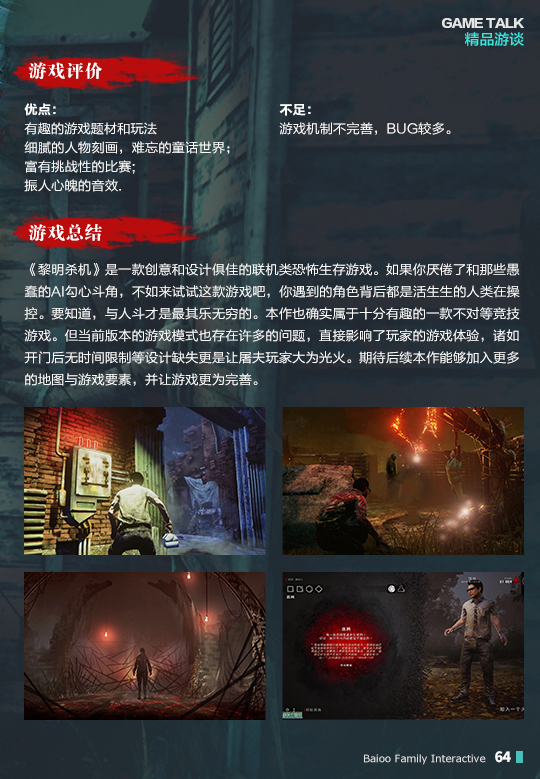 GAME TALK
精品游谈
游戏评价
优点：
有趣的游戏题材和玩法
细腻的人物刻画，难忘的童话世界；
富有挑战性的比赛；
振人心魄的音效.
不足：
游戏机制不完善，BUG较多。
游戏总结
《黎明杀机》是一款创意和设计俱佳的联机类恐怖生存游戏。如果你厌倦了和那些愚
蠢的AI勾心斗角，不如来试试这款游戏吧，你遇到的角色背后都是活生生的人类在操
控。要知道，与人斗才是最其乐无穷的。本作也确实属于十分有趣的一款不对等竞技
游戏。但当前版本的游戏模式也存在许多的问题，直接影响了玩家的游戏体验，诸如
开门后无时间限制等设计缺失更是让屠夫玩家大为光火。期待后续本作能够加入更多
的地图与游戏要素，并让游戏更为完善。
Baioo Family Interactive 64